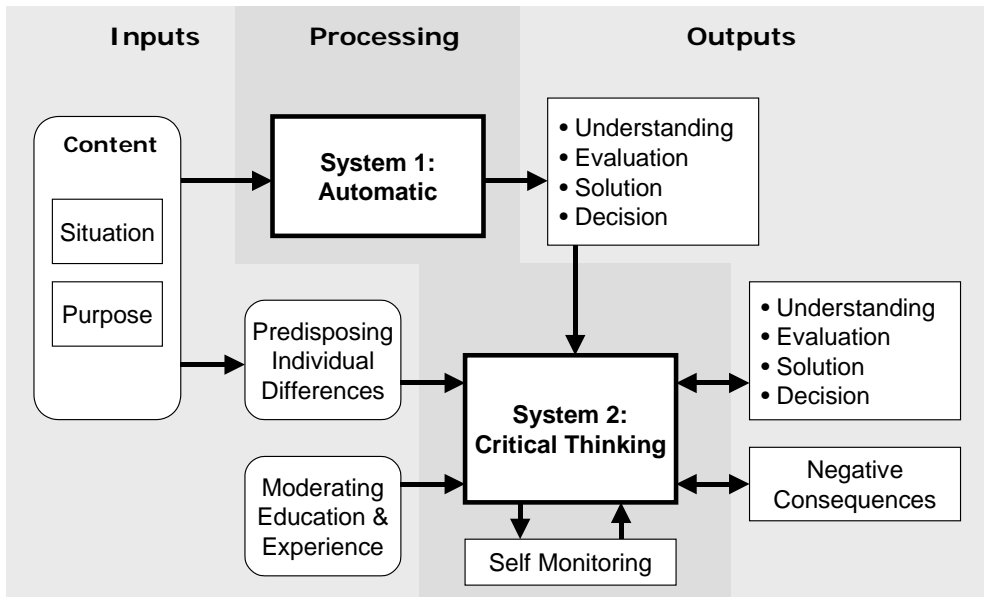 Inputs
Processing
Outputs
Content
Situation
Purpose
System 1:
Automatic
• Understanding
• Evaluation
• Solution
• Decision
Predisposing
Individual
Differences
System 2:
Critical Thinking
• Understanding
• Evaluation
• Solution
• Decision
Moderating
Education &
Experience
Negative
Consequences
Self Monitoring